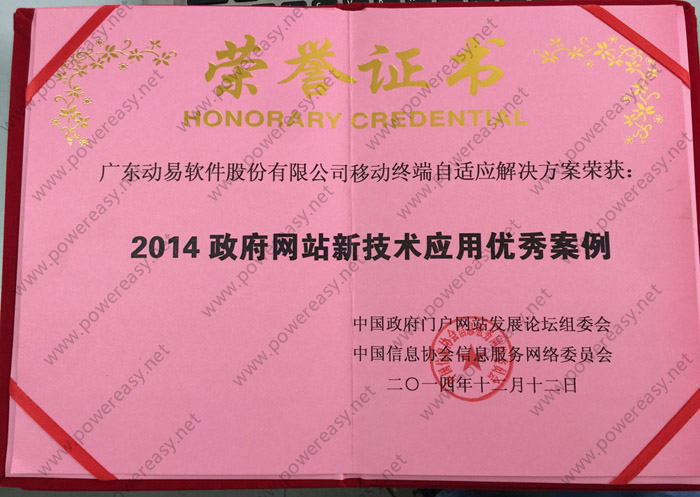 荣誉证书
HONORARY CREDENTIAL
广东动易软件股份有限公司移动终端自适应解决方案荣获：
2014 政府网站新技术应用优秀案例
中国政府门户网站发展论坛组委会
中国信息协会信息服务网络委员会
二〇一四年十二月十二日
www.powereasy.net